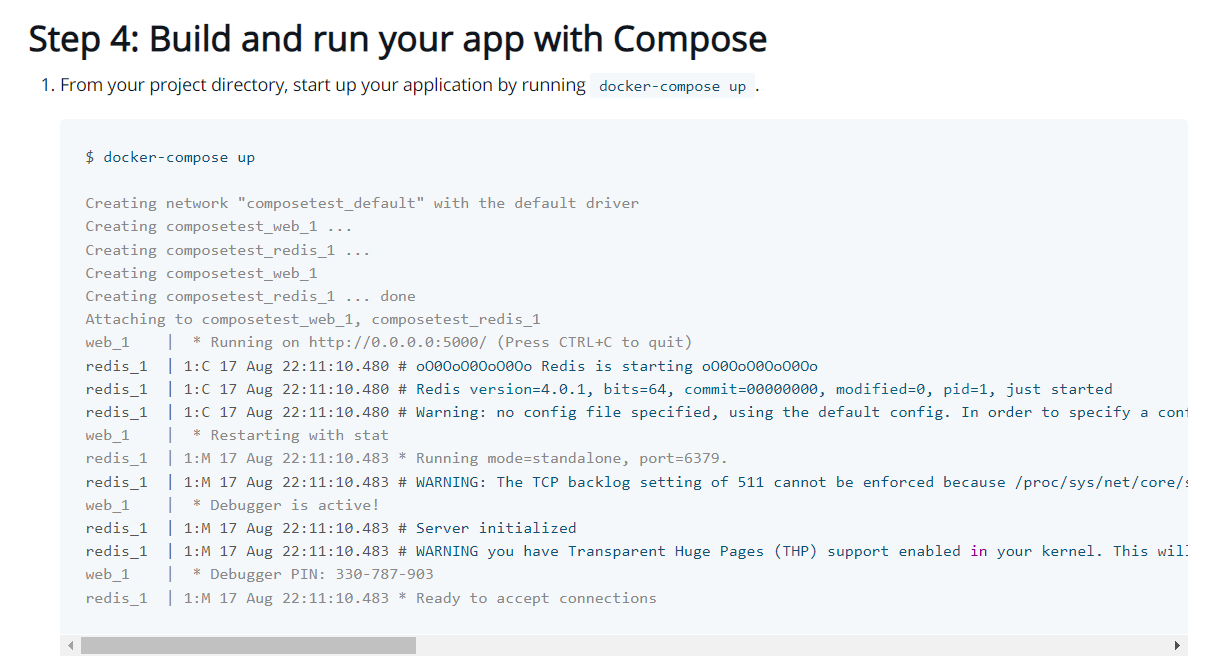 Step 4: Build and run your app with Compose
1. From your project directory, start up your application by running docker-compose up .
$ docker-compose up
Creating network "composetest_default" with the default driver
Creating composetest_web_1 ...
Creating composetest_redis_1 ...
Creating composetest_web_1
Creating composetest_redis_1 ... done
Attaching to composetest_web_1, composetest_redis_1
web_1    |  * Running on http://0.0.0.0:5000/ (Press CTRL+C to quit)
redis_1  | 1:C 17 Aug 22:11:10.480 # oO0OoO0OoO0Oo Redis is starting oO0OoO0OoO0Oo
redis_1  | 1:C 17 Aug 22:11:10.480 # Redis version=4.0.1, bits=64, commit=00000000, modified=0, pid=1, just started
redis_1  | 1:C 17 Aug 22:11:10.480 # Warning: no config file specified, using the default config. In order to specify a
web_1    |  * Restarting with stat
redis_1  | 1:M 17 Aug 22:11:10.483 * Running mode=standalone, port=6379.
redis_1  | 1:M 17 Aug 22:11:10.483 # WARNING: The TCP backlog setting of 511 cannot be enforced because /proc/sys/net/core/
web_1    |  * Debugger is active!
redis_1  | 1:M 17 Aug 22:11:10.483 # Server initialized
redis_1  | 1:M 17 Aug 22:11:10.483 # WARNING you have Transparent Huge Pages (THP) support enabled in your kernel. This will
web_1    |  * Debugger PIN: 330-787-903
redis_1  | 1:M 17 Aug 22:11:10.483 * Ready to accept connections